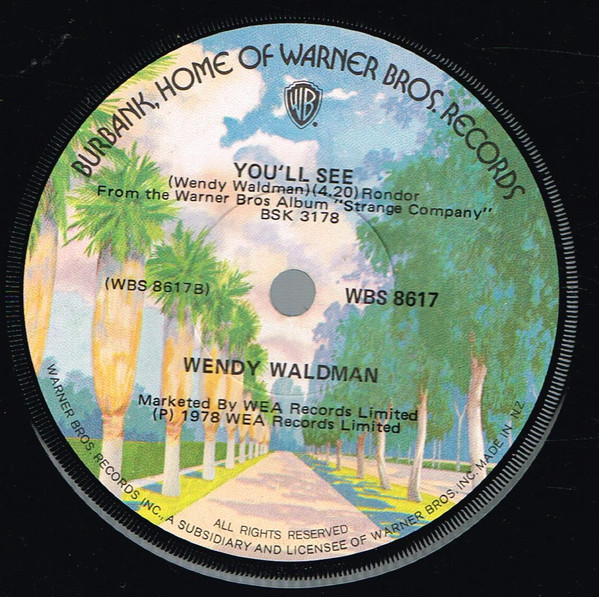 BURBANK, HOME OF WARNER BROS. RECORDS
WB
®
YOU'LL SEE
(Wendy Waldman)(4.20) Rondor
From the Warner Bros Album "Strange Company"
BSK 3178
(WBS 8617B)
WBS 8617
WENDY WALDMAN
Marketed By WEA Records Limited
(P) 1978 WEA Records Limited
ALL RIGHTS RESERVED
WARNER BROS. RECORDS INC., A SUBSIDIARY AND LICENSEE OF WARNER BROS. INC. MADE IN N.Z.